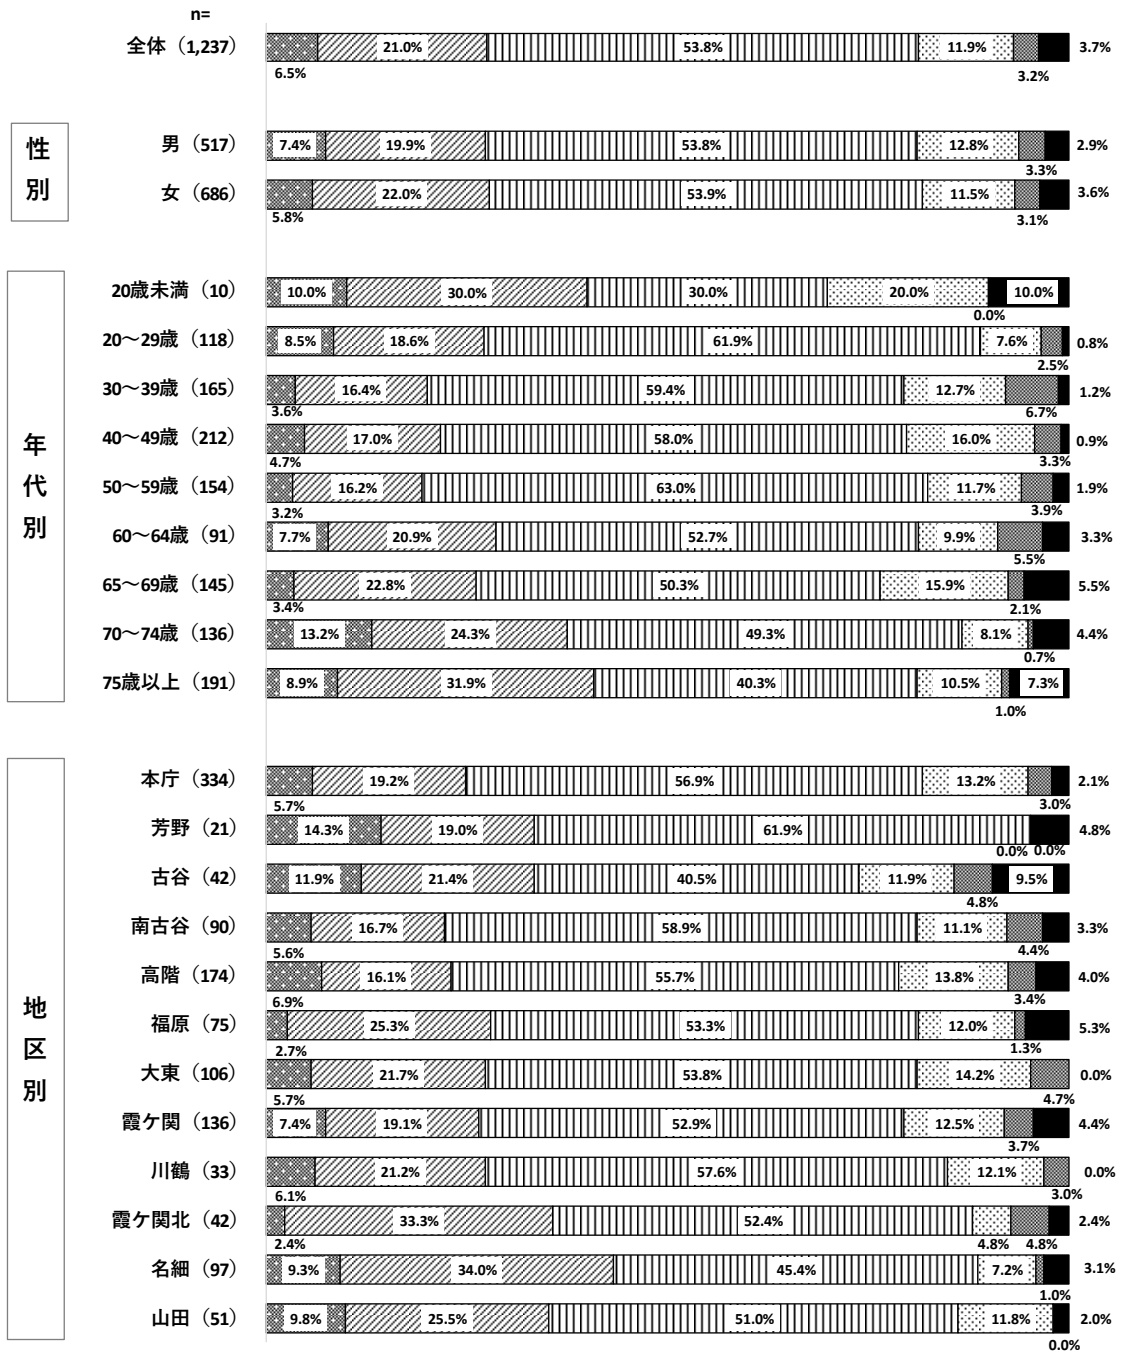 n=
全体（1,237） 21.0% 53.8% 11.9% 3.7%
6.5% 3.2%
性別
男（517） 7.4% 19.9% 53.8% 12.8% 2.9%
3.3%
女（686） 22.0% 53.9% 11.5% 3.6%
5.8% 3.1%
年代別
20歳未満（10） 10.0% 30.0% 30.0% 20.0% 10.0%
0.0%
20～29歳（118） 8.5% 18.6% 61.9% 7.6% 0.8%
2.5%
30～39歳（165） 16.4% 59.4% 12.7% 1.2%
3.6% 6.7%
40～49歳（212） 17.0% 58.0% 16.0% 0.9%
4.7% 3.3%
50～59歳（154） 16.2% 63.0% 11.7% 1.9%
3.2% 3.9%
60～64歳（91） 7.7% 20.9% 52.7% 9.9% 3.3%
5.5%
65～69歳（145） 22.8% 50.3% 15.9% 5.5%
3.4% 2.1%
70～74歳（136） 13.2% 24.3% 49.3% 8.1% 4.4%
0.7%
75歳以上（191） 8.9% 31.9% 40.3% 10.5% 7.3%
1.0%
地区別
本庁（334） 19.2% 56.9% 13.2% 2.1%
5.7% 3.0%
芳野（21） 14.3% 19.0% 61.9% 4.8%
0.0% 0.0%
古谷（42） 11.9% 21.4% 40.5% 11.9% 9.5%
4.8%
南古谷（90） 16.7% 58.9% 11.1% 3.3%
5.6% 4.4%
高階（174） 16.1% 55.7% 13.8% 4.0%
6.9% 3.4%
福原（75） 25.3% 53.3% 12.0% 5.3%
2.7% 1.3%
大東（106） 21.7% 53.8% 14.2% 0.0%
5.7% 4.7%
霞ケ関（136） 7.4% 19.1% 52.9% 12.5% 4.4%
3.7%
川鶴（33） 21.2% 57.6% 12.1% 0.0%
6.1% 3.0%
霞ケ関北（42） 33.3% 52.4% 2.4%
2.4% 4.8% 4.8%
名細（97） 9.3% 34.0% 45.4% 7.2% 3.1%
1.0%
山田（51） 9.8% 25.5% 51.0% 11.8% 2.0%
0.0%